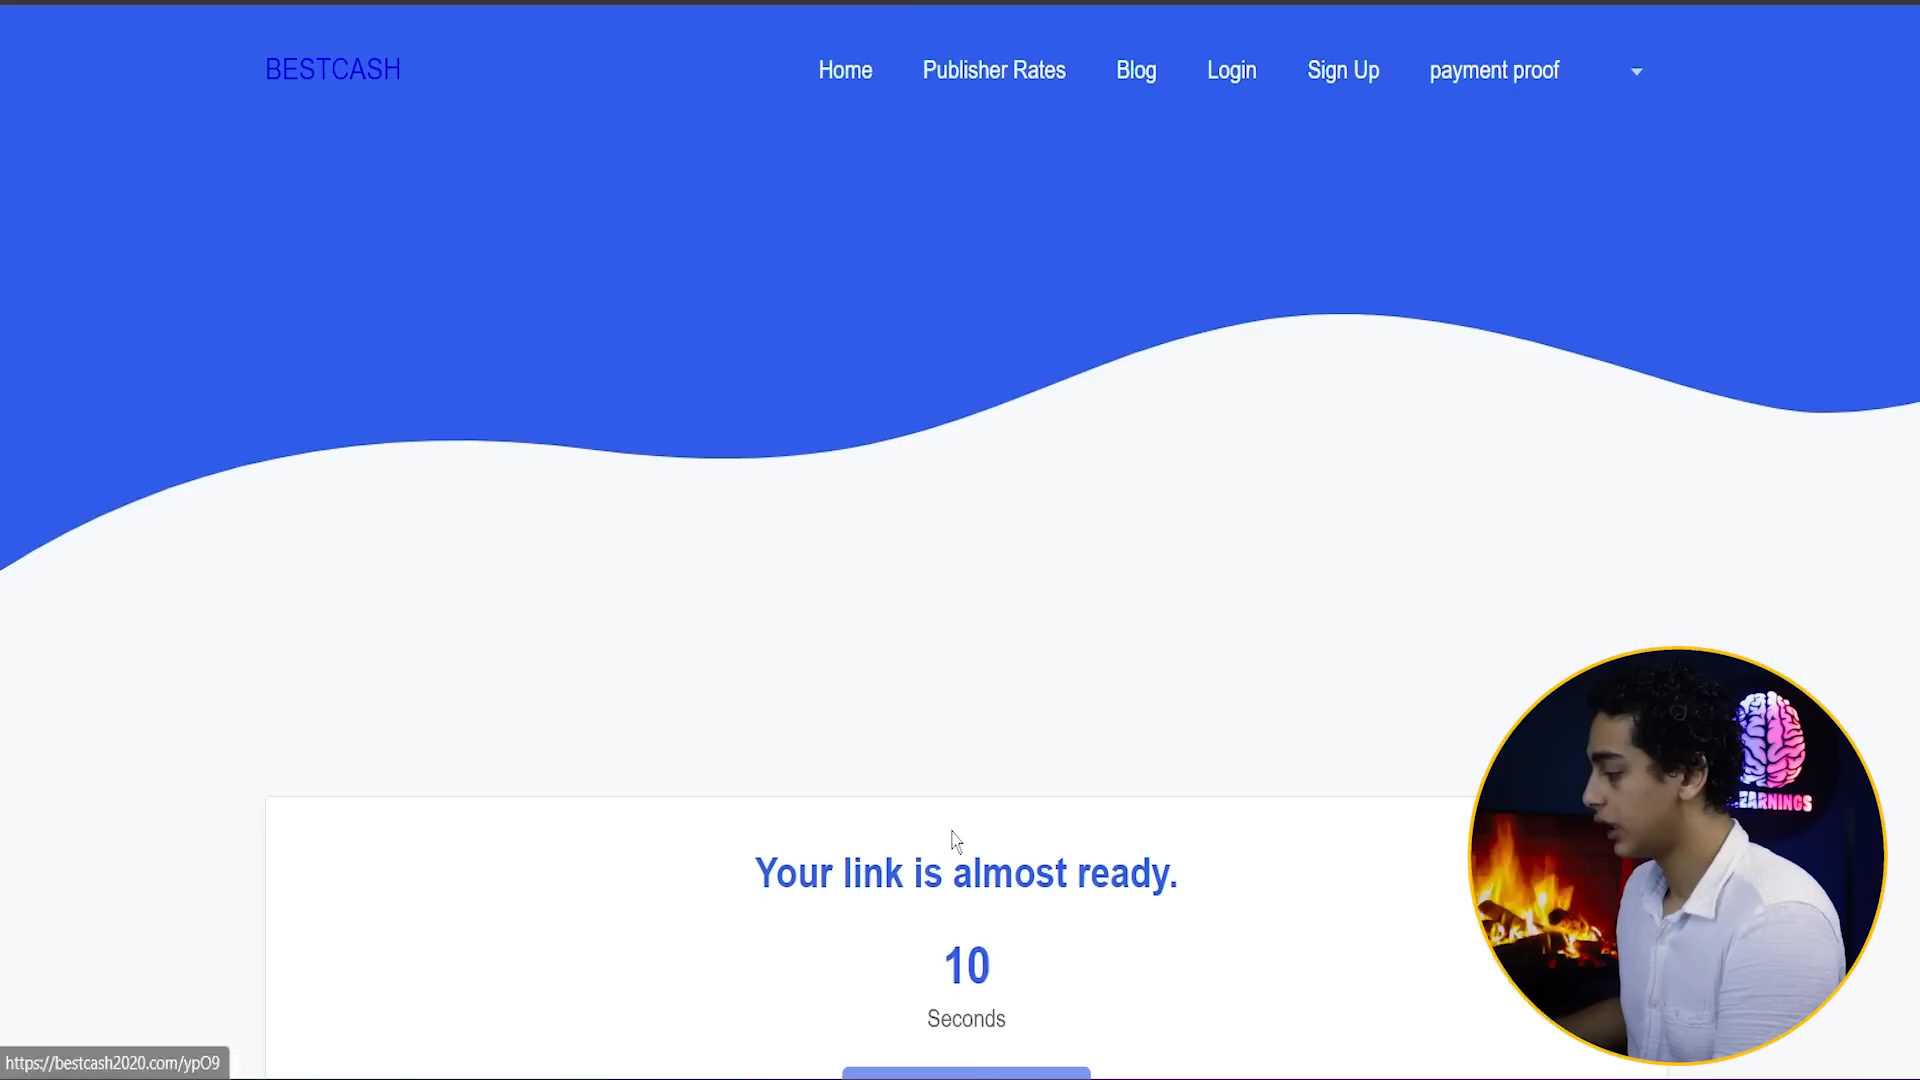 BESTCASH
Home Publisher Rates Blog Login Sign Up payment proof
Your link is almost ready.
10
Seconds
EARNINGS
https://bestcash2020.com/ypO9